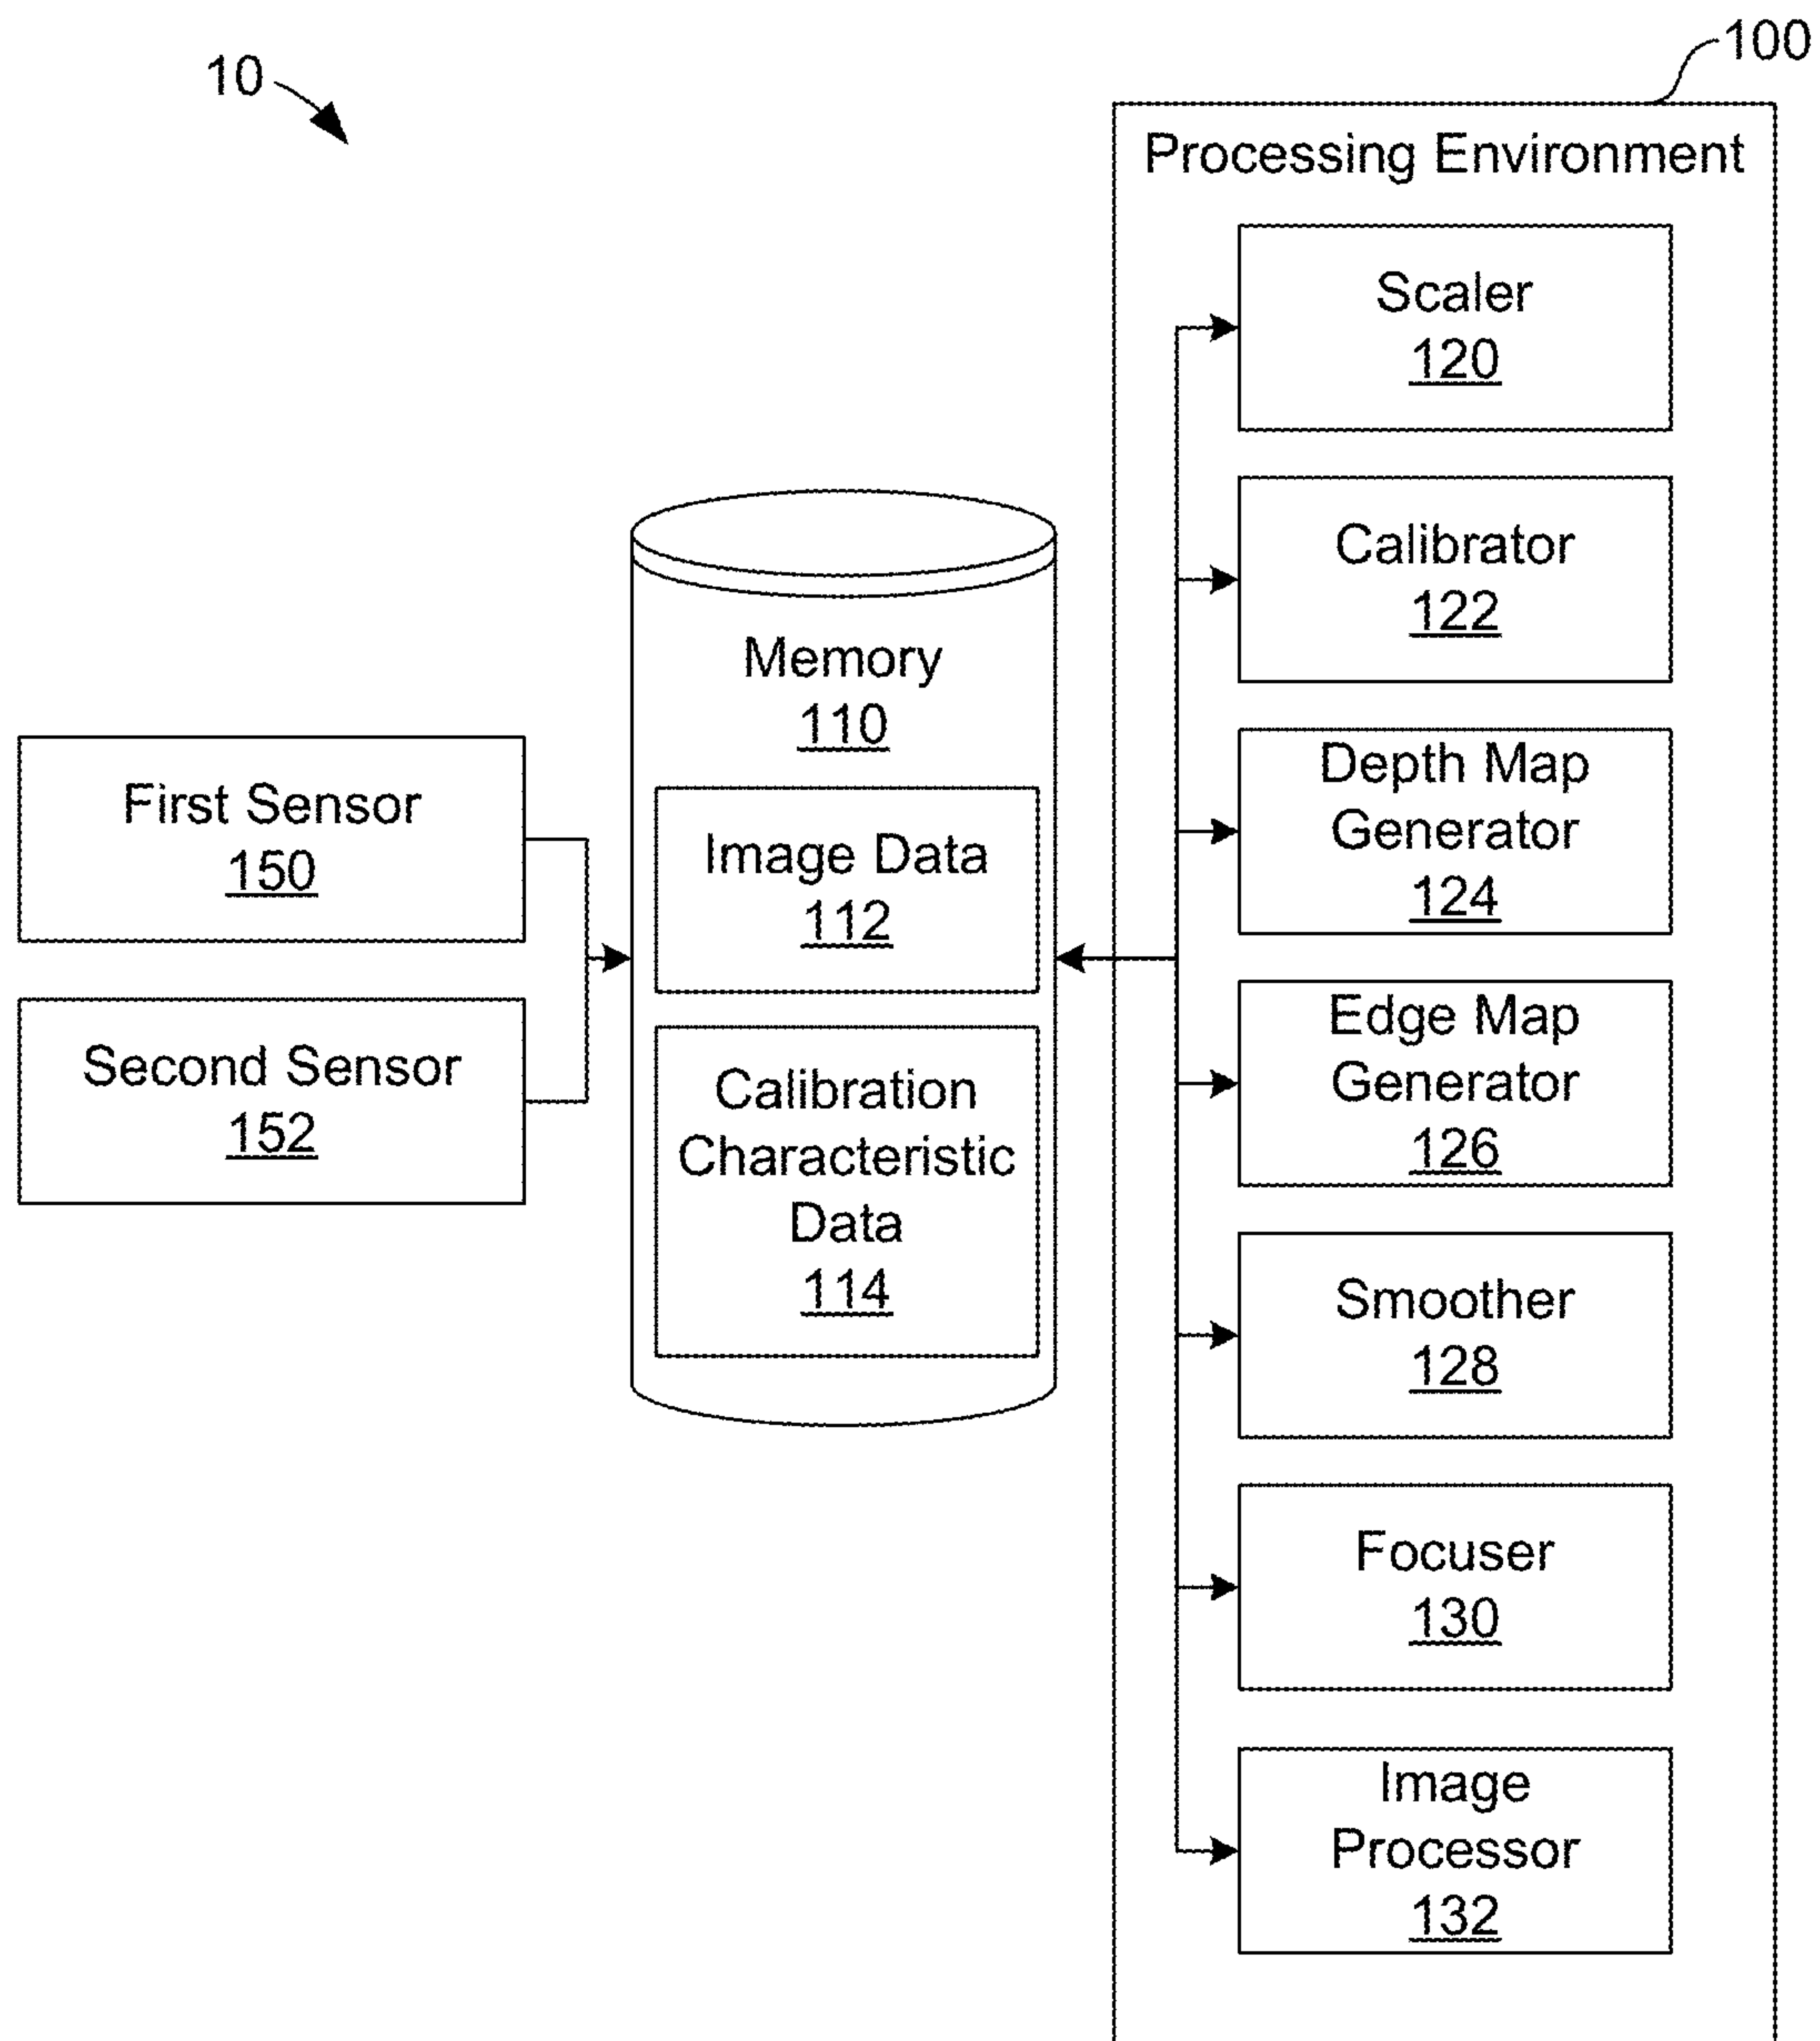 10
100
Processing Environment
Scaler
120
Calibrator
122
Memory
110
Depth Map
Generator
124
First Sensor
150
Image Data
112
Edge Map
Generator
126
Second Sensor
152
Calibration
Characteristic
Data
114
Smoother
128
Focuser
130
Image
Processor
132